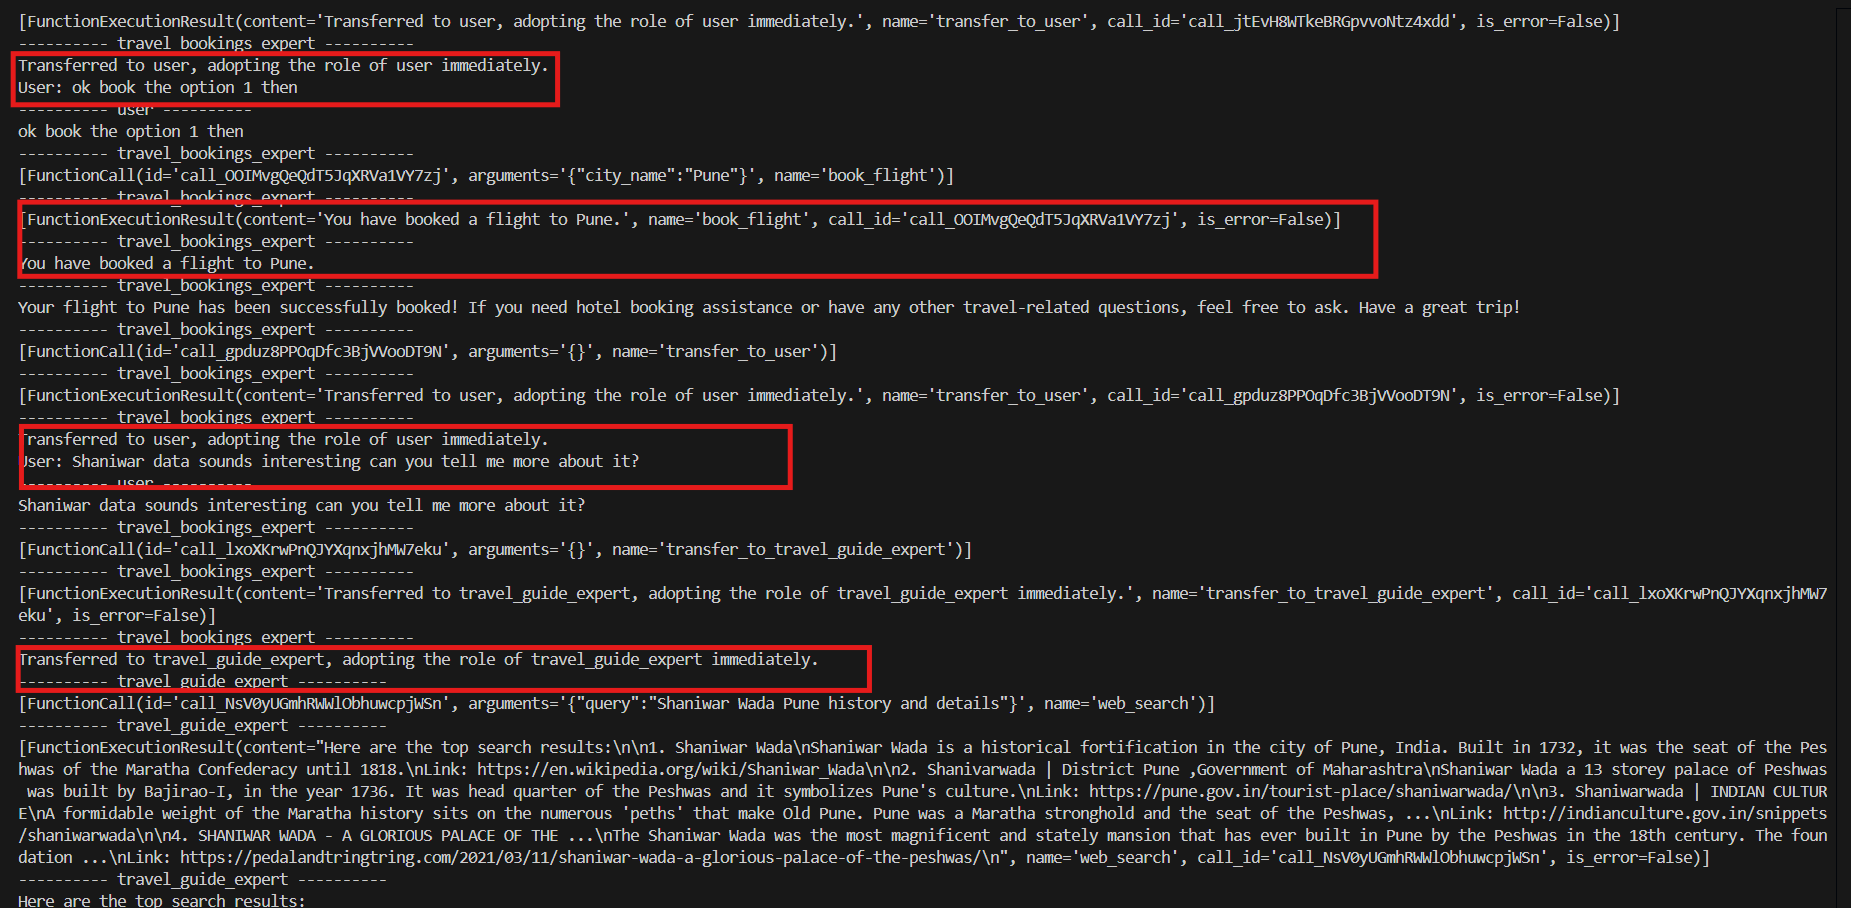 [FunctionExecutionResult(content='Transferred to user, adopting the role of user immediately.', name='transfer_to_user', call_id='call_jtEvH8WTkeBRGpvvoNtz4xdd', is_error=False)]
---------- travel_bookings_expert ----------
Transferred to user, adopting the role of user immediately.
User: ok book the option 1 then
---------- user ----------
ok book the option 1 then
---------- travel_bookings_expert ----------
[FunctionCall(id='call_OOIMvgQeQdT5JqXRVa1VY7zj', arguments='{"city_name":"Pune"}', name='book_flight')]
---------- travel_bookings_expert ----------
[FunctionExecutionResult(content='You have booked a flight to Pune.', name='book_flight', call_id='call_OOIMvgQeQdT5JqXRVa1VY7zj', is_error=False)]
---------- travel_bookings_expert ----------
You have booked a flight to Pune.
---------- travel_bookings_expert ----------
Your flight to Pune has been successfully booked! If you need hotel booking assistance or have any other travel-related questions, feel free to ask. Have a great trip!
---------- travel_bookings_expert ----------
[FunctionCall(id='call_gpduz8PPOqDfc3BjVVooDT9N', arguments='{}', name='transfer_to_user')]
---------- travel_bookings_expert ----------
[FunctionExecutionResult(content='Transferred to user, adopting the role of user immediately.', name='transfer_to_user', call_id='call_gpduz8PPOqDfc3BjVVooDT9N', is_error=False)]
---------- travel_bookings_expert ----------
Transferred to user, adopting the role of user immediately.
User: Shaniwar data sounds interesting can you tell me more about it?
---------- user ----------
Shaniwar data sounds interesting can you tell me more about it?
---------- travel_bookings_expert ----------
[FunctionCall(id='call_lxoXKrwPnQJYXqnxjhMW7eku', arguments='{}', name='transfer_to_travel_guide_expert')]
---------- travel_bookings_expert ----------
[FunctionExecutionResult(content='Transferred to travel_guide_expert, adopting the role of travel_guide_expert immediately.', name='transfer_to_travel_guide_expert', call_id='call_lxoXKrwPnQJYXqnxjhMW7
eku', is_error=False)]
---------- travel_bookings_expert ----------
Transferred to travel_guide_expert, adopting the role of travel_guide_expert immediately.
---------- travel_guide_expert ----------
[FunctionCall(id='call_NsV0yUGmhRWWlObhuwcpjWSn', arguments='{"query":"Shaniwar Wada Pune history and details"}', name='web_search')]
---------- travel_guide_expert ----------
[FunctionExecutionResult(content="Here are the top search results:\n\n1. Shaniwar Wada\nShaniwar Wada is a historical fortification in the city of Pune, India. Built in 1732, it was the seat of the Pes
hwas of the Maratha Confederacy until 1818.\nLink: https://en.wikipedia.org/wiki/Shaniwar_Wada\n\n2. Shanivarwada | District Pune ,Government of Maharashtra\nShaniwar Wada a 13 storey palace of Peshwas
was built by Bajirao-I, in the year 1736. It was head quarter of the Peshwas and it symbolizes Pune's culture.\nLink: https://pune.gov.in/tourist-place/shaniwarwada/\n\n3. Shaniwarwada | INDIAN CULTUR
E\nA formidable weight of the Maratha history sits on the numerous 'peths' that make Old Pune. Pune was a Maratha stronghold and the seat of the Peshwas, ...\nLink: http://indianculture.gov.in/snippets
/shaniwarwada\n\n4. SHANIWAR WADA - A GLORIOUS PALACE OF THE ...\nThe Shaniwar Wada was the most magnificent and stately mansion that has ever built in Pune by the Peshwas in the 18th century. The foun
dation ...\nLink: https://pedalandtringtring.com/2021/03/11/shaniwar-wada-a-glorious-palace-of-the-peshwas/\n", name='web_search', call_id='call_NsV0yUGmhRWWlObhuwcpjWSn', is_error=False)]
---------- travel_guide_expert ----------
Here are the top search results: